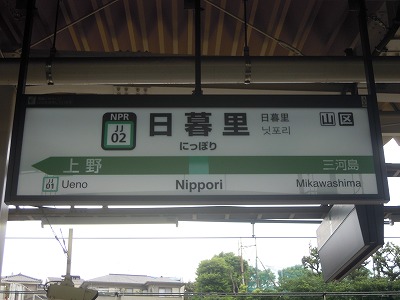 NPR
JJ
02
日暮里
にっぽり
日暮里
닛포리
山 区
上野
三河島
JJ
01
Ueno
Nippori
Mikawashima